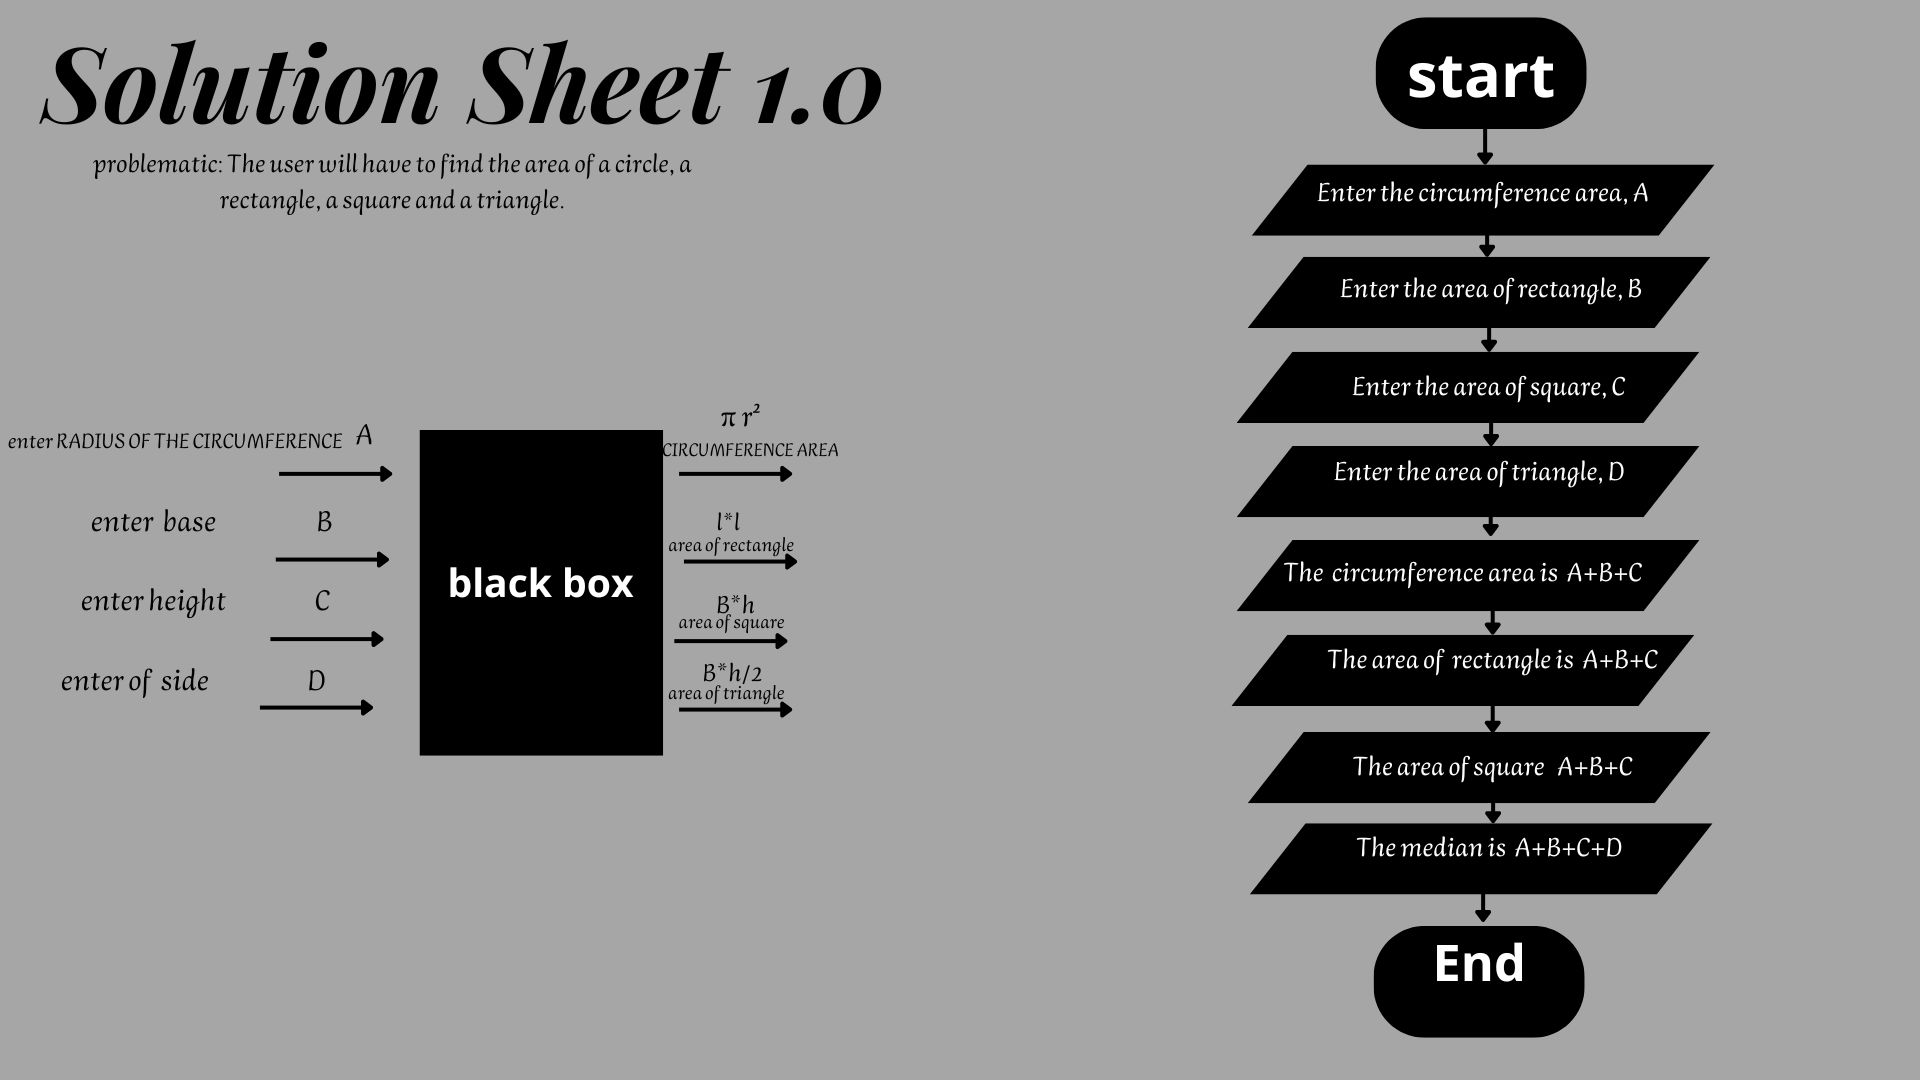 Solution Sheet 1.0
problematic: The user will have to find the area of a circle, a
rectangle, a square and a triangle.
enter RADIUS OF THE CIRCUMFERENCE A
enter base B
enter height C
enter of side D
black box
π r²
CIRCUMFERENCE AREA
l*l
area of rectangle
B*h
area of square
B*h/2
area of triangle
start
Enter the circumference area, A
Enter the area of rectangle, B
Enter the area of square, C
Enter the area of triangle, D
The circumference area is A+B+C
The area of rectangle is A+B+C
The area of square A+B+C
The median is A+B+C+D
End